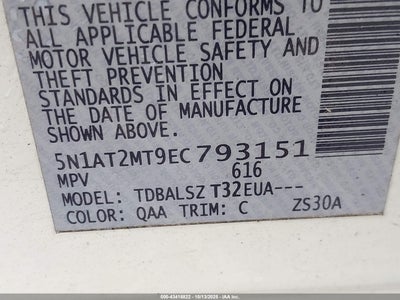 THIS VEHICLE CONFORMS TO
ALL APPLICABLE FEDERAL
MOTOR VEHICLE SAFETY AND
THEFT PREVENTION
STANDARDS IN EFFECT ON THE
DATE OF MANUFACTURE
SHOWN ABOVE.
5N1AT2MT9EC793151
MPV 616
MODEL: TDBALSZ T32EUA---
COLOR: QAA TRIM: C ZS30A